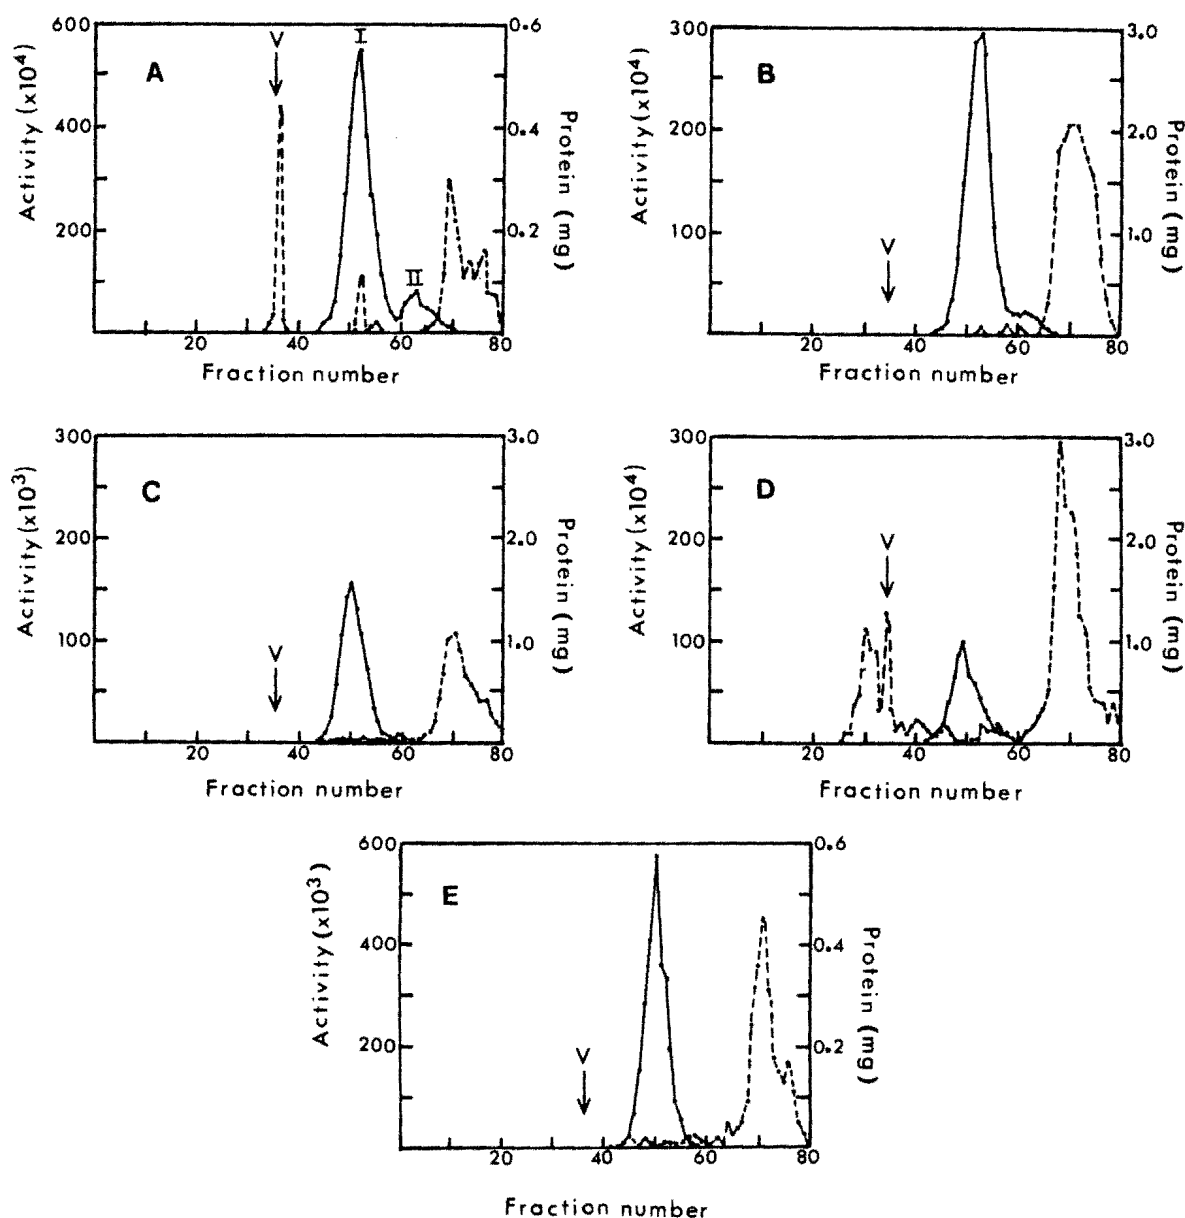 A
Activity (x10⁴)
Protein (mg)
600
400
200
0.6
0.4
0.2
V
I
II
20 40 60 80
Fraction number
B
Activity (x10⁴)
Protein (mg)
300
200
100
3.0
2.0
1.0
V
20 40 60 80
Fraction number
C
Activity (x10³)
Protein (mg)
300
200
100
3.0
2.0
1.0
V
20 40 60 80
Fraction number
D
Activity (x10⁴)
Protein (mg)
300
200
100
3.0
2.0
1.0
V
20 40 60 80
Fraction number
E
Activity (x10³)
Protein (mg)
600
400
200
0.6
0.4
0.2
V
20 40 60 80
Fraction number